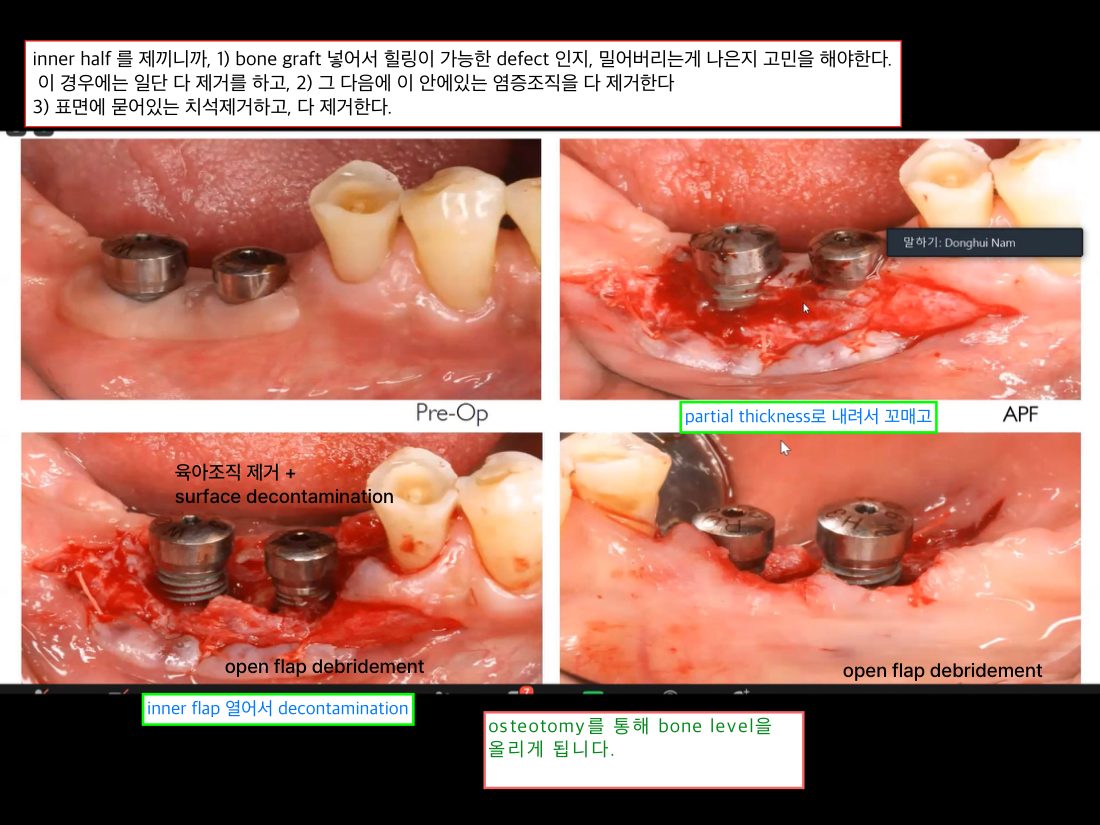 inner half 를 제끼니까, 1) bone graft 넣어서 힐링이 가능한 defect 인지, 밀어버리는게 나은지 고민을 해야한다.
이 경우에는 일단 다 제거를 하고, 2) 그 다음에 이 안에있는 염증조직을 다 제거한다
3) 표면에 묻어있는 치석제거하고, 다 제거한다.
말하기: Donghui Nam
Pre-Op
partial thickness로 내려서 꼬매고
APF
육아조직 제거 +
surface decontamination
open flap debridement
open flap debridement
7
inner flap 열어서 decontamination
osteotomy를 통해 bone level을
올리게 됩니다.